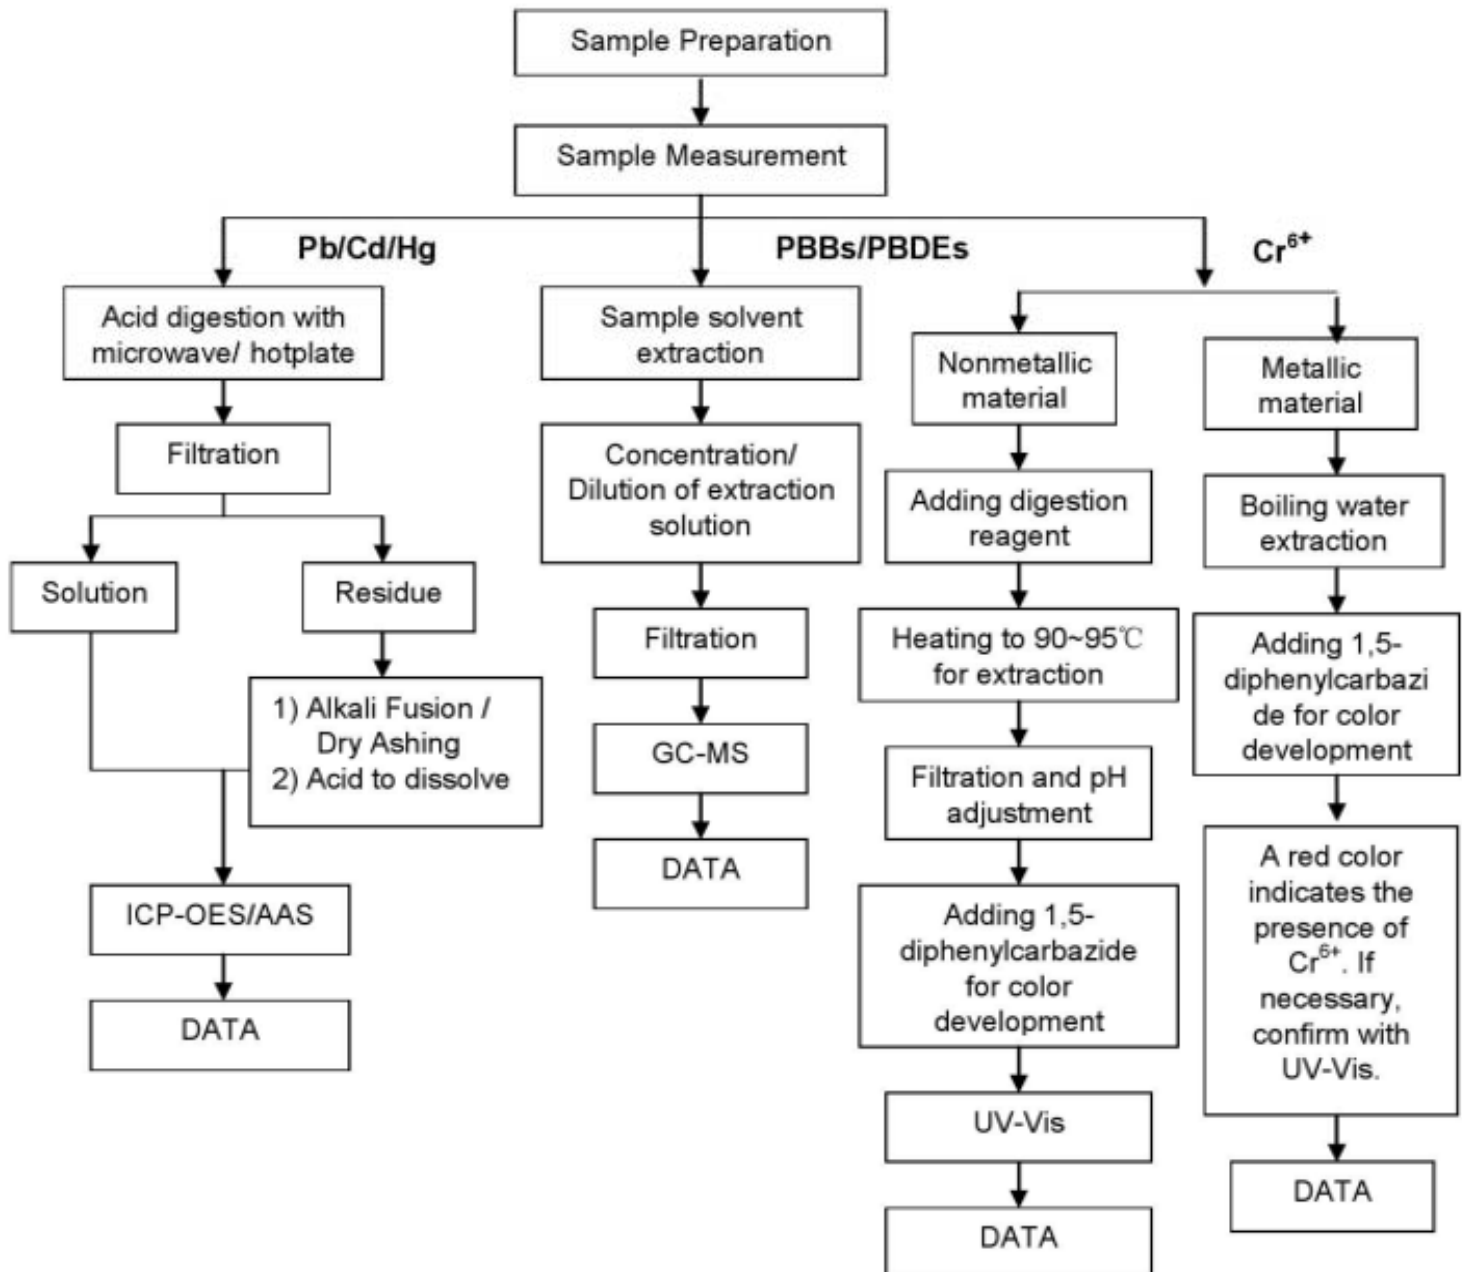 Sample Preparation
Sample Measurement
Pb/Cd/Hg
PBBs/PBDEs
Cr⁶⁺
Acid digestion with
microwave/ hotplate
Filtration
Solution
Residue
1) Alkali Fusion /
Dry Ashing
2) Acid to dissolve
ICP-OES/AAS
DATA
Sample solvent
extraction
Concentration/
Dilution of extraction
solution
Filtration
GC-MS
DATA
Nonmetallic
material
Adding digestion
reagent
Heating to 90~95℃
for extraction
Filtration and pH
adjustment
Adding 1,5-
diphenylcarbazide
for color
development
UV-Vis
DATA
Metallic
material
Boiling water
extraction
Adding 1,5-
diphenylcarbazi
de for color
development
A red color
indicates the
presence of
Cr⁶⁺. If
necessary,
confirm with
UV-Vis.
DATA